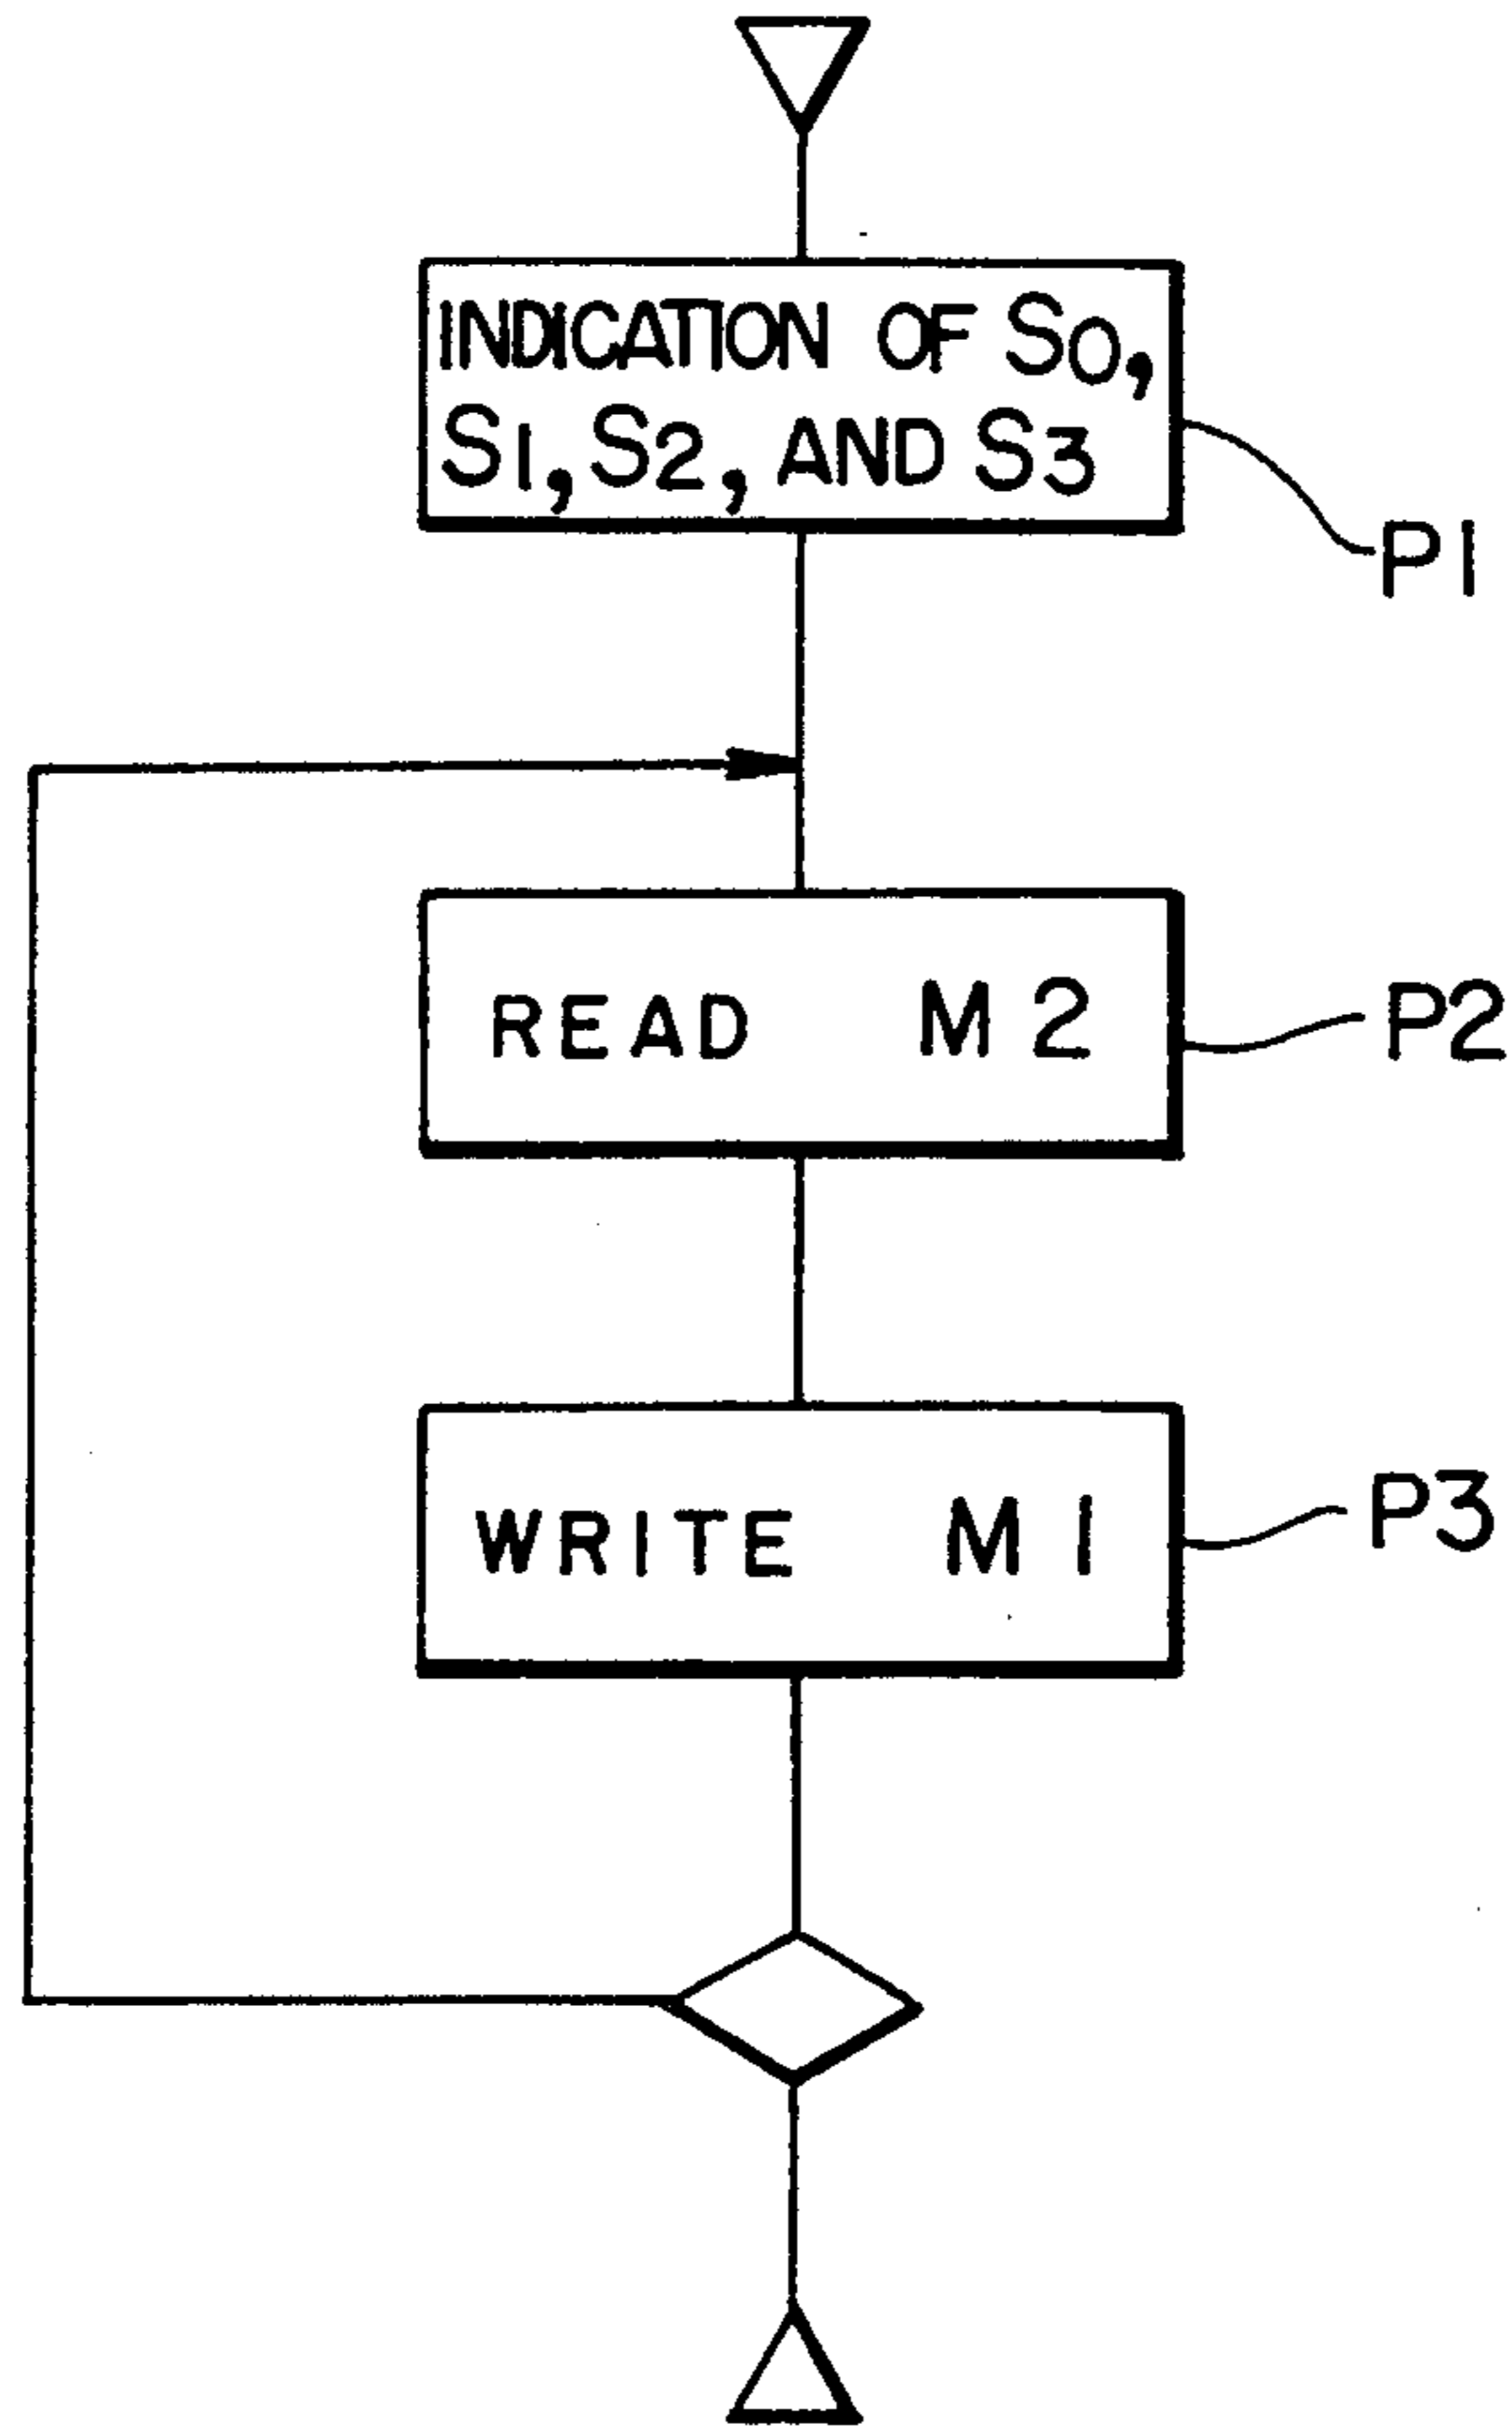 INDICATION OF S0,
S1, S2, AND S3
P1
READ M2
P2
WRITE M1
P3